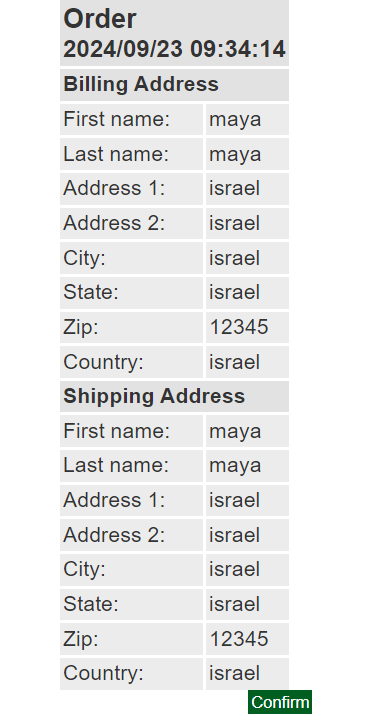 Order
2024/09/23 09:34:14
Billing Address
First name: maya
Last name: maya
Address 1: israel
Address 2: israel
City: israel
State: israel
Zip: 12345
Country: israel
Shipping Address
First name: maya
Last name: maya
Address 1: israel
Address 2: israel
City: israel
State: israel
Zip: 12345
Country: israel
Confirm